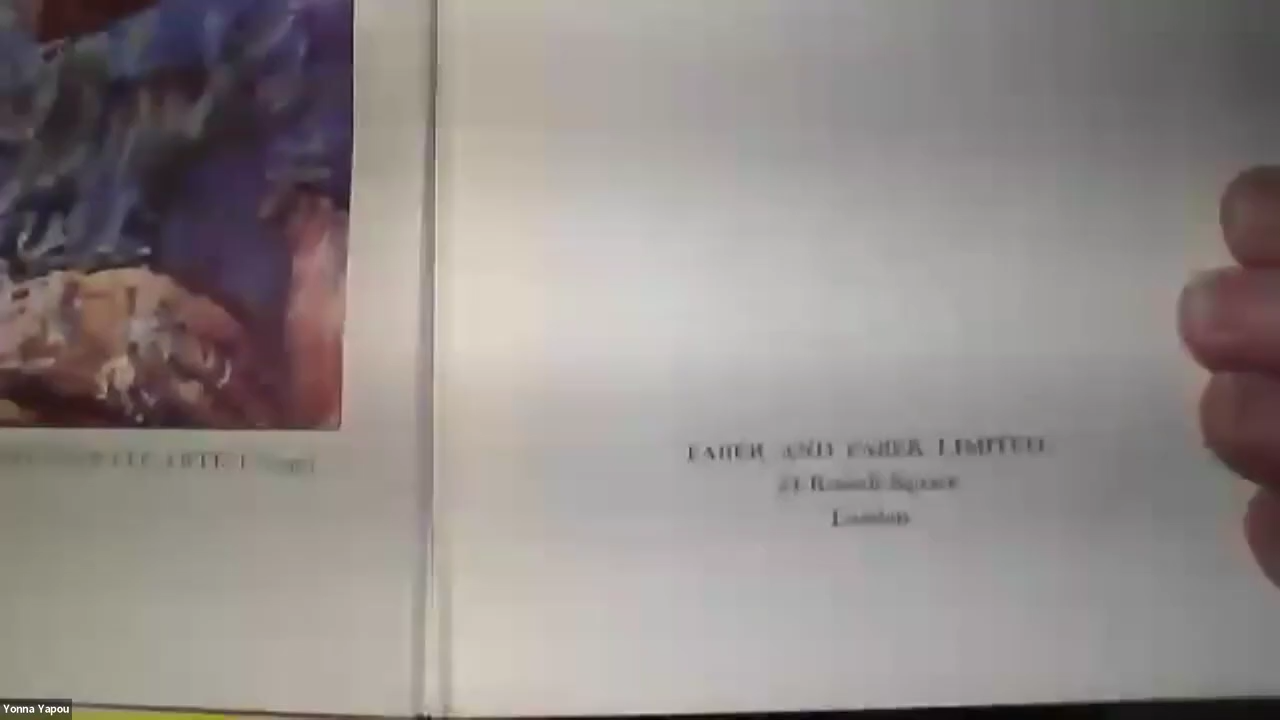 FABER AND FABER LIMITED
24 Russell Square
London
Yonna Yapou